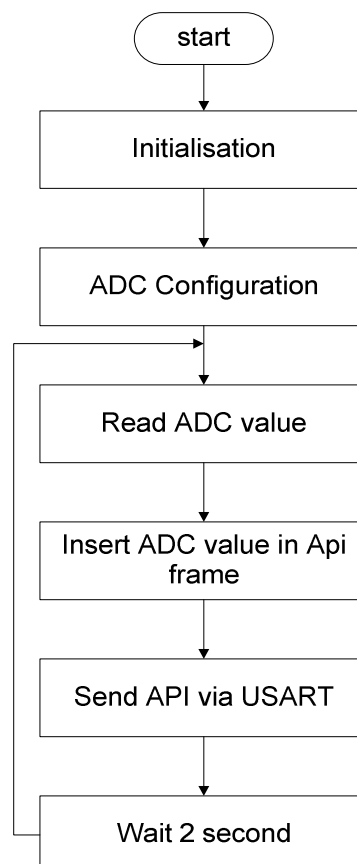 start
Initialisation
ADC Configuration
Read ADC value
Insert ADC value in Api
frame
Send API via USART
Wait 2 second